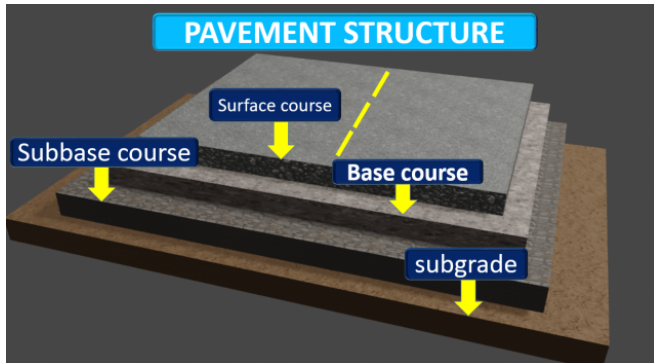 PAVEMENT STRUCTURE
Surface course
Subbase course
Base course
subgrade